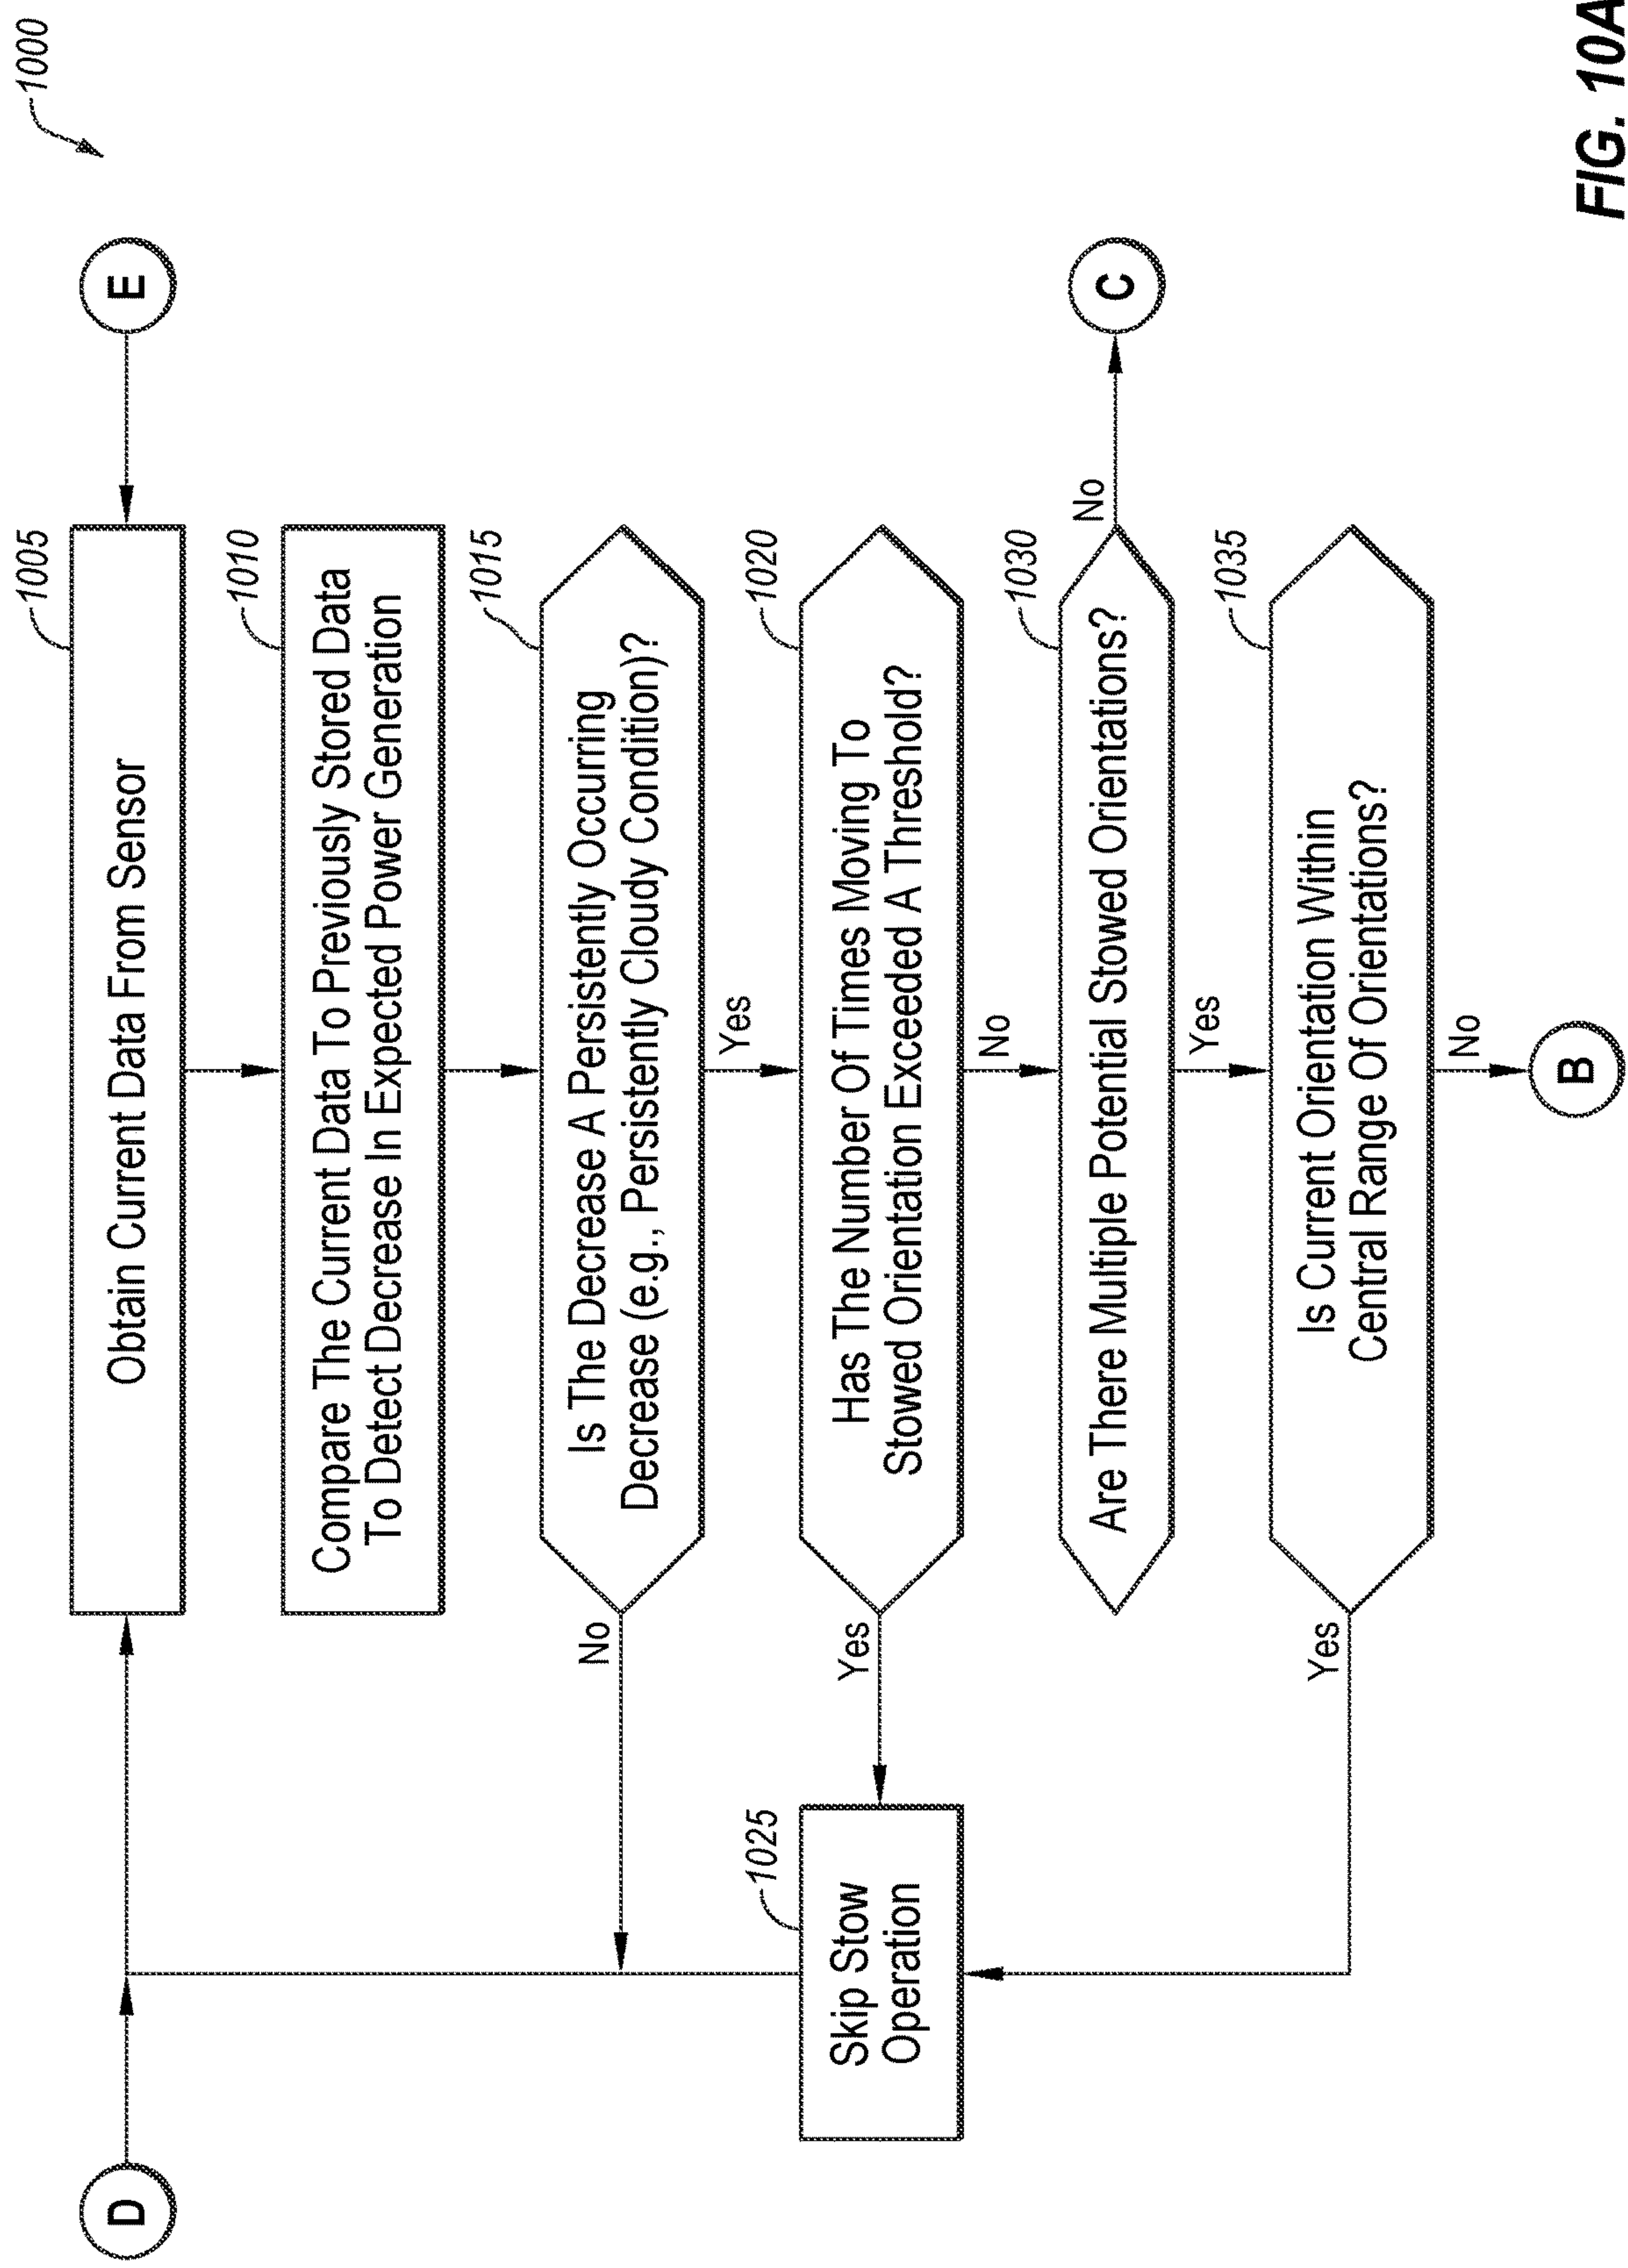 1000
D
E
1005
Obtain Current Data From Sensor
1010
Compare The Current Data To Previously Stored Data
To Detect Decrease In Expected Power Generation
1015
Is The Decrease A Persistently Occurring
Decrease (e.g., Persistently Cloudy Condition)?
No
Yes
1020
Has The Number Of Times Moving To
Stowed Orientation Exceeded A Threshold?
Yes
No
1025
Skip Stow
Operation
1030
Are There Multiple Potential Stowed Orientations?
No
C
Yes
1035
Is Current Orientation Within
Central Range Of Orientations?
Yes
No
B
FIG. 10A